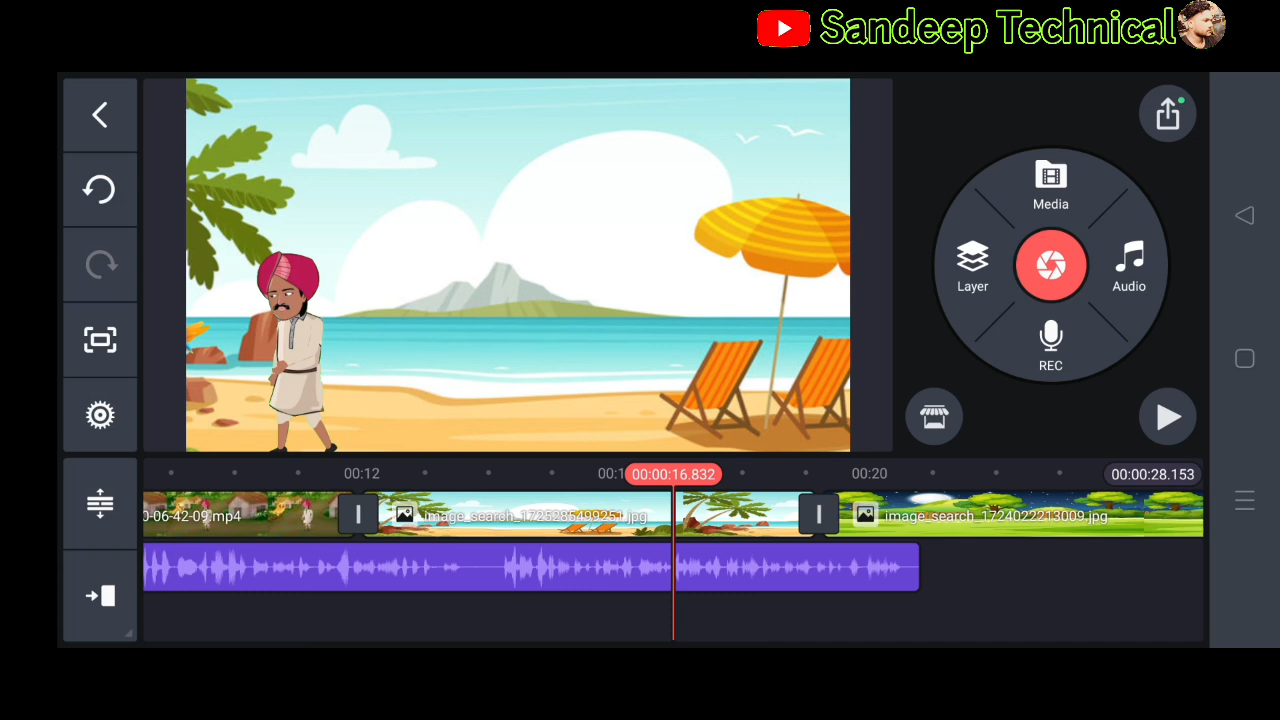 Sandeep Technical
Media
Layer
Audio
REC
00:12
00:00:16.832
00:20
00:00:28.153
0-06-42-09.mp4
image_search_1725285499251.jpg
image_search_1724022213009.jpg